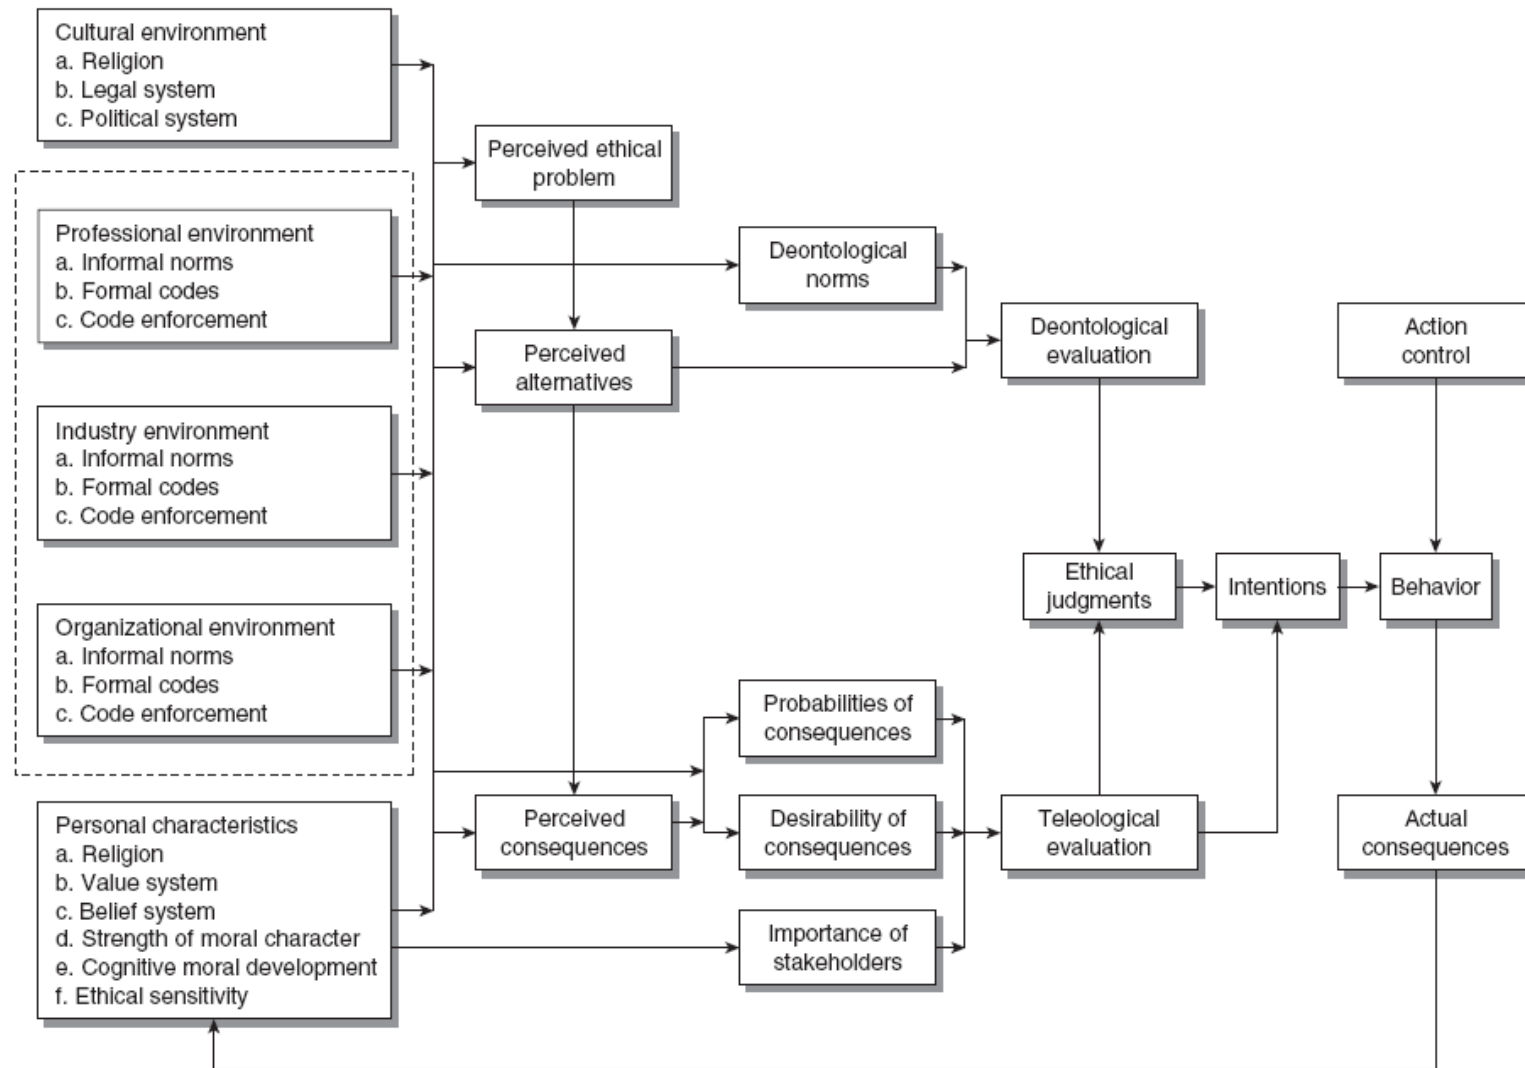 Cultural environment
a. Religion
b. Legal system
c. Political system
Professional environment
a. Informal norms
b. Formal codes
c. Code enforcement
Industry environment
a. Informal norms
b. Formal codes
c. Code enforcement
Organizational environment
a. Informal norms
b. Formal codes
c. Code enforcement
Personal characteristics
a. Religion
b. Value system
c. Belief system
d. Strength of moral character
e. Cognitive moral development
f. Ethical sensitivity
Perceived ethical
problem
Perceived
alternatives
Perceived
consequences
Deontological
norms
Probabilities of
consequences
Desirability of
consequences
Importance of
stakeholders
Deontological
evaluation
Ethical
judgments
Teleological
evaluation
Intentions
Action
control
Behavior
Actual
consequences